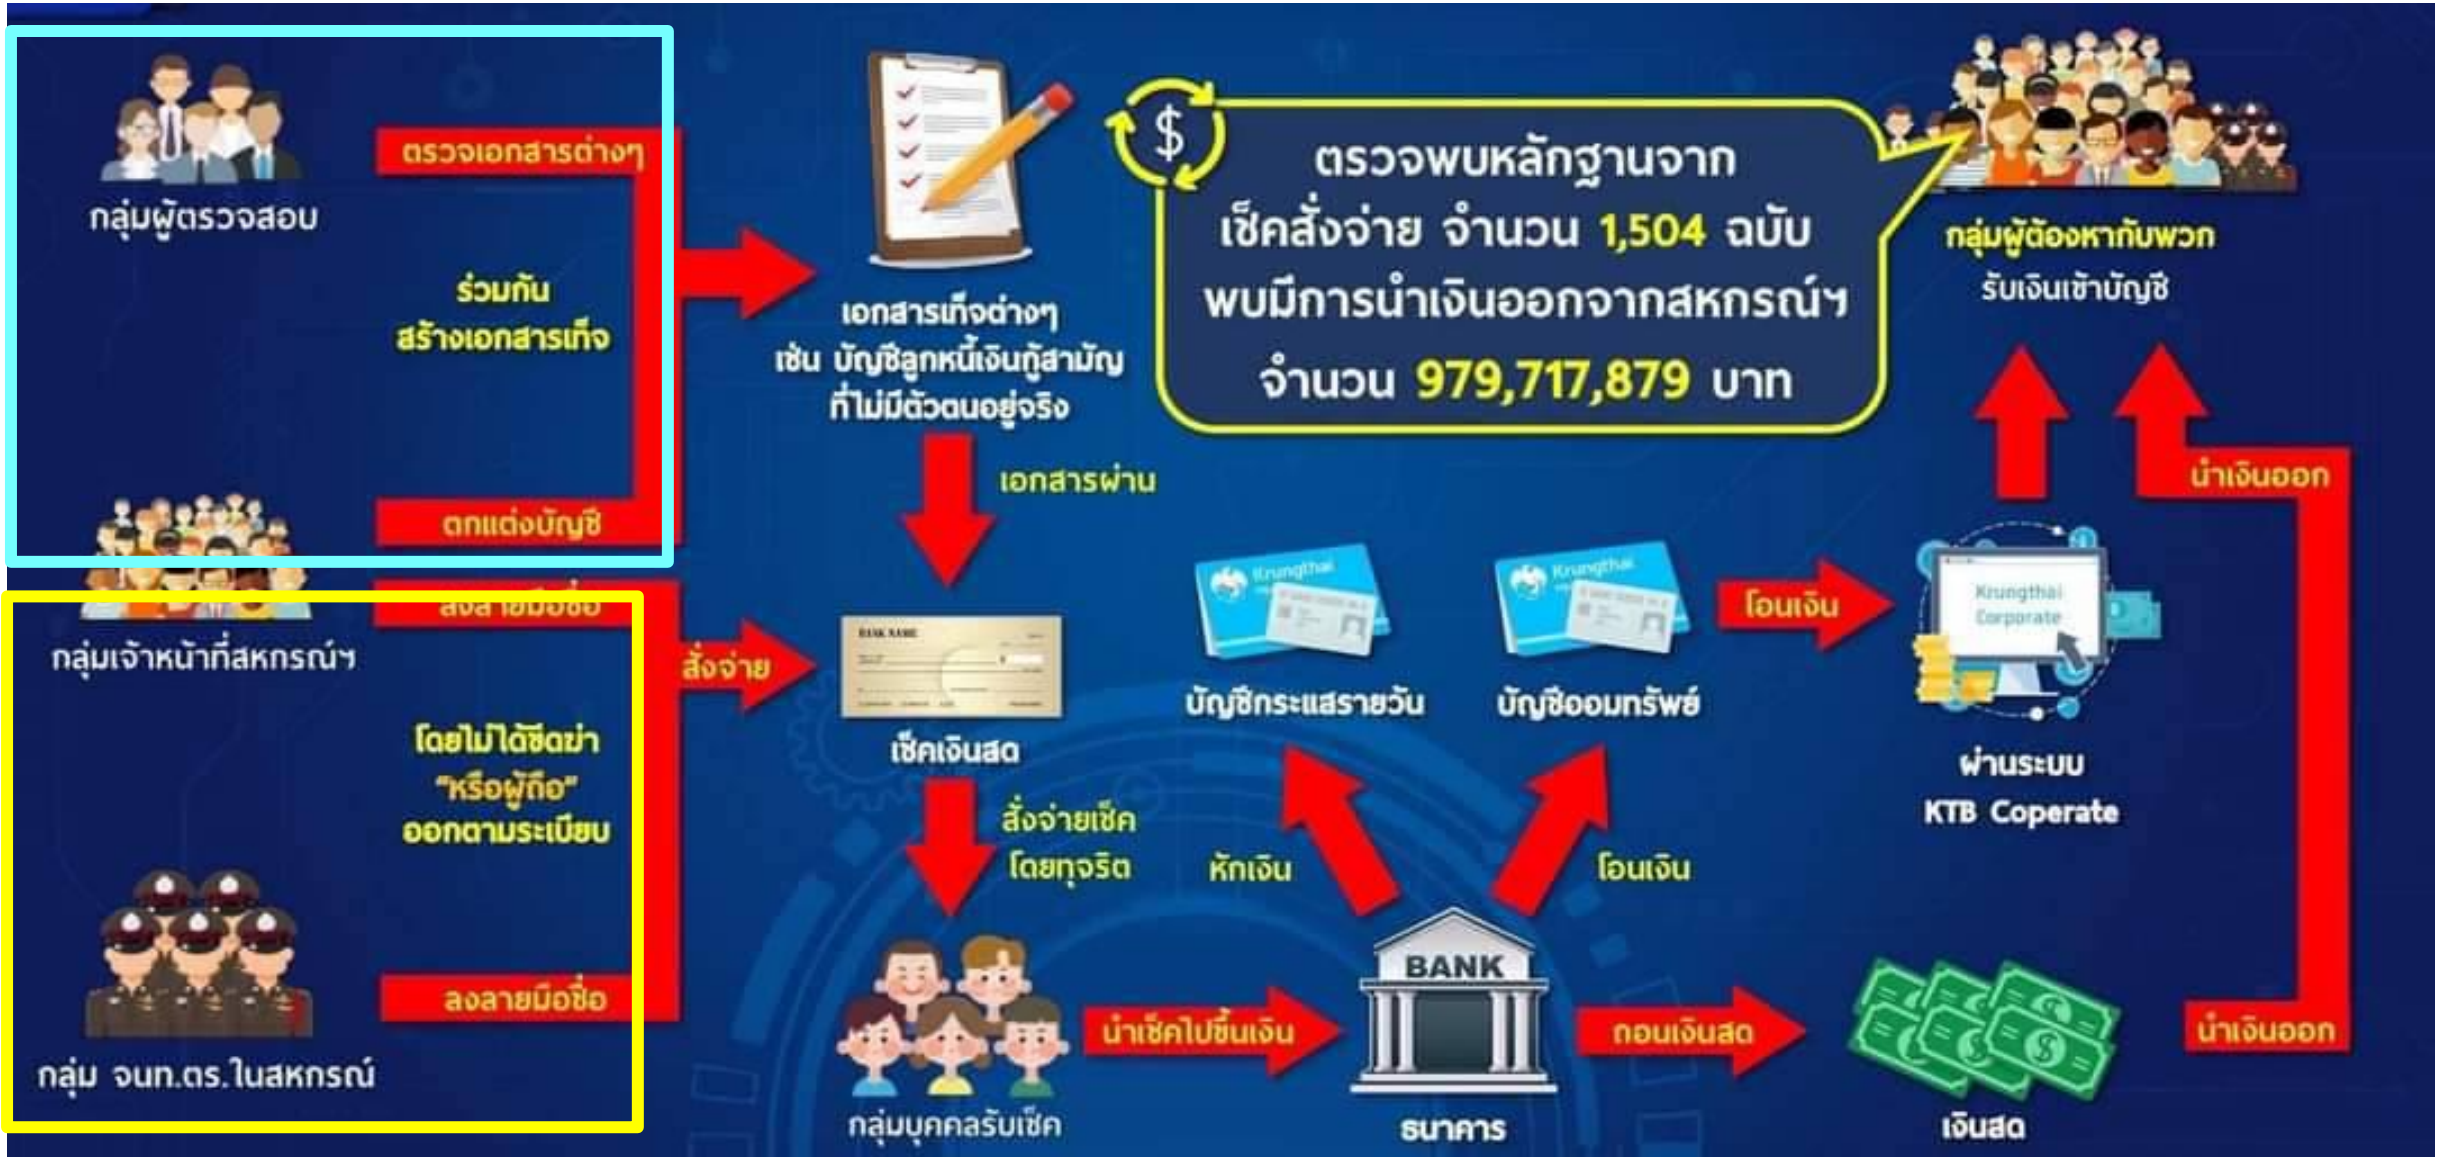 ตรวจเอกสารต่างๆ
กลุ่มผู้ตรวจสอบ
ร่วมกัน
สร้างเอกสารเท็จ
ตกแต่งบัญชี
ลงลายมือชื่อ
กลุ่มเจ้าหน้าที่สหกรณ์ฯ
สั่งจ่าย
โดยไม่ได้ขีดฆ่า
"หรือผู้ถือ"
ออกตามระเบียบ
ลงลายมือชื่อ
กลุ่ม จนท.ตร.ในสหกรณ์
เอกสารเท็จต่างๆ
เช่น บัญชีลูกหนี้เงินกู้สามัญ
ที่ไม่มีตัวตนอยู่จริง
เอกสารผ่าน
BANK NAME
เช็คเงินสด
สั่งจ่ายเช็ค
โดยทุจริต
กลุ่มบุคคลรับเช็ค
นำเช็คไปขึ้นเงิน
BANK
ธนาคาร
หักเงิน
Krungthai
บัญชีกระแสรายวัน
โอนเงิน
Krungthai
บัญชีออมทรัพย์
โอนเงิน
Krungthai
Corporate
ผ่านระบบ
KTB Coperate
ถอนเงินสด
เงินสด
นำเงินออก
นำเงินออก
$
ตรวจพบหลักฐานจาก
เช็คสั่งจ่าย จำนวน 1,504 ฉบับ
พบมีการนำเงินออกจากสหกรณ์ฯ
จำนวน 979,717,879 บาท
กลุ่มผู้ต้องหากับพวก
รับเงินเข้าบัญชี